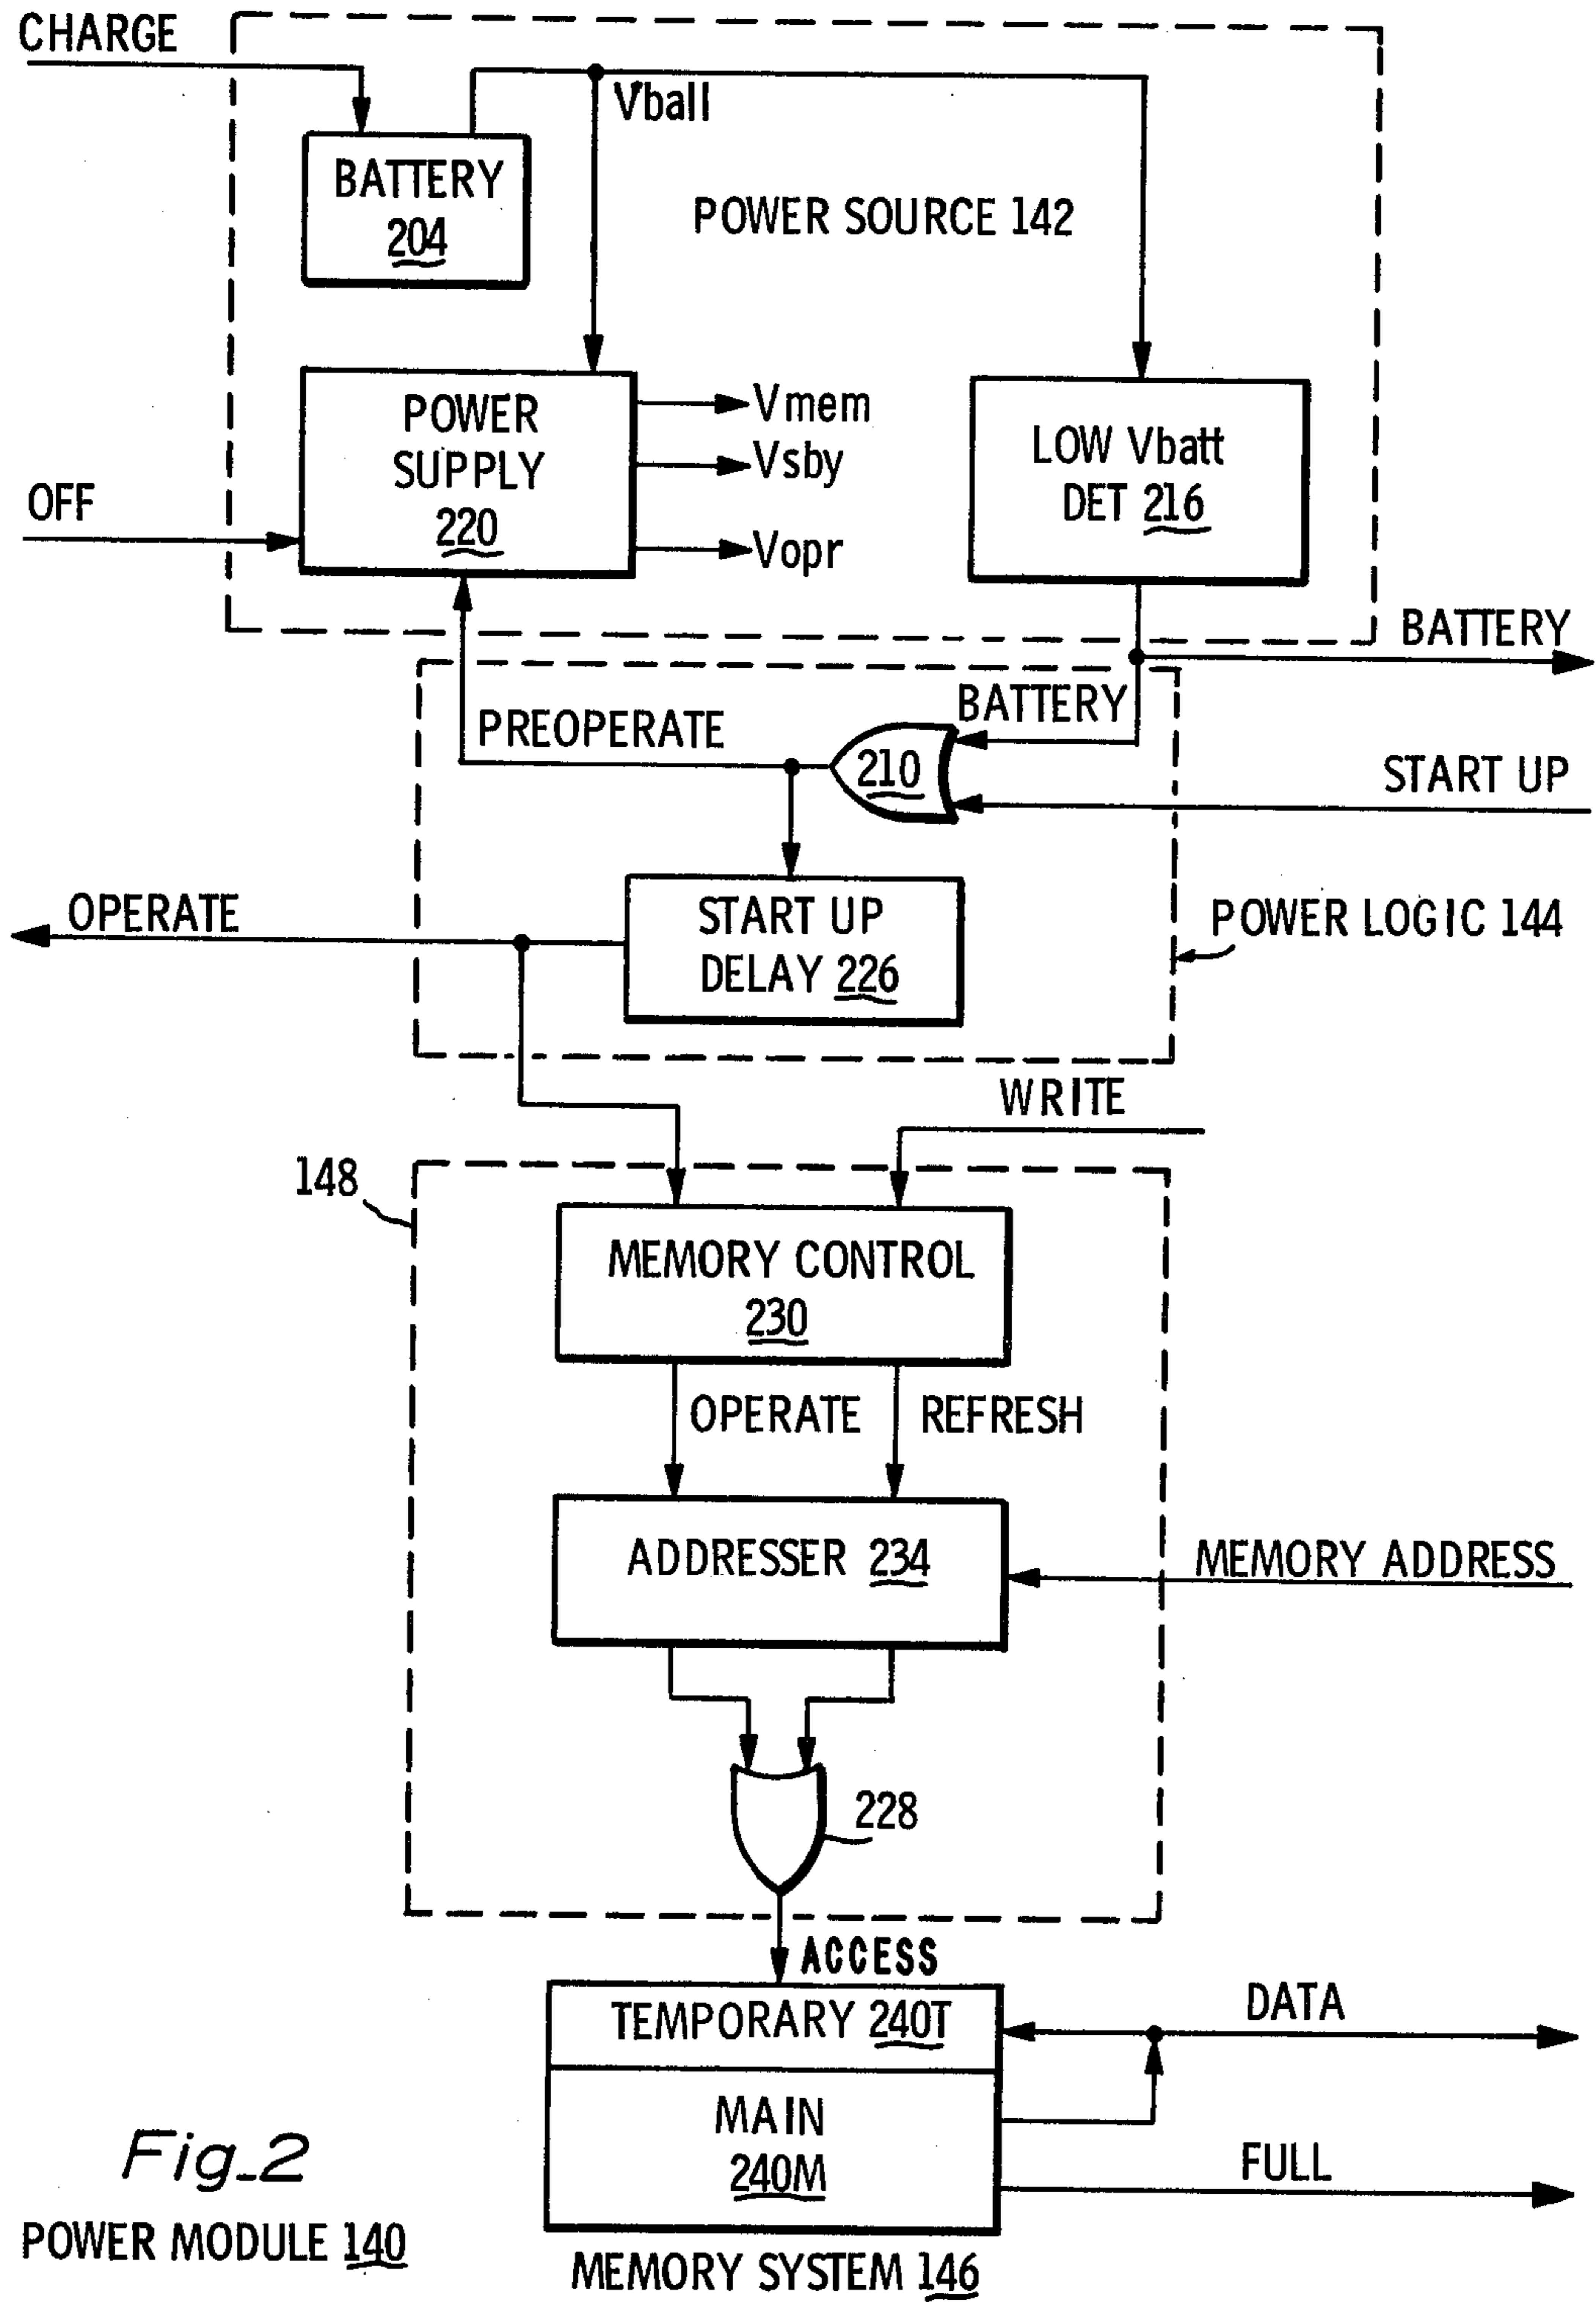 CHARGE
Vball
BATTERY
204
POWER SOURCE 142
POWER
SUPPLY
220
Vmem
Vsby
Vopr
LOW Vbatt
DET 216
OFF
BATTERY
BATTERY
PREOPERATE
210
START UP
OPERATE
START UP
DELAY 226
POWER LOGIC 144
WRITE
148
MEMORY CONTROL
230
OPERATE
REFRESH
ADDRESSER 234
MEMORY ADDRESS
228
ACCESS
TEMPORARY 240T
DATA
MAIN
240M
FULL
Fig_2
POWER MODULE 140
MEMORY SYSTEM 146